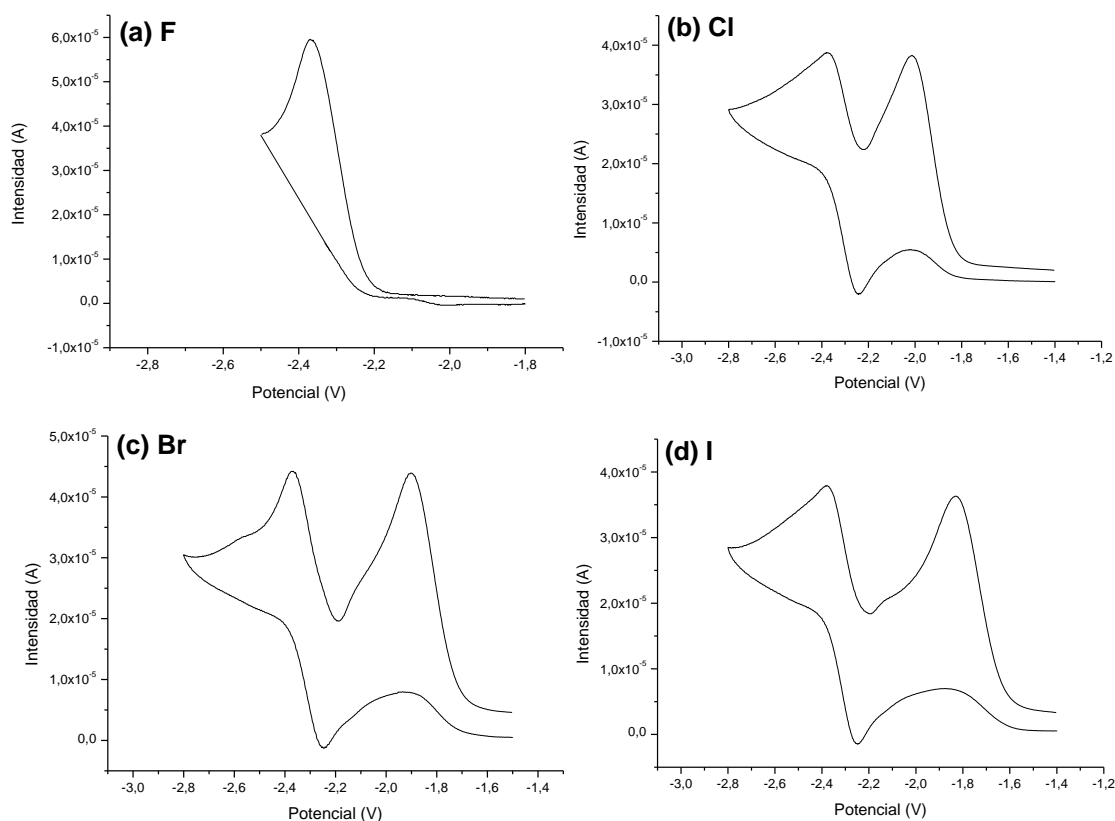 (a) F
6,0x10-5
5,0x10-5
4,0x10-5
3,0x10-5
2,0x10-5
1,0x10-5
0,0
-1,0x10-5
Intensidad (A)
-2,8 -2,6 -2,4 -2,2 -2,0 -1,8
Potencial (V)
(b) Cl
4,0x10-5
3,0x10-5
2,0x10-5
1,0x10-5
0,0
-1,0x10-5
Intensidad (A)
-3,0 -2,8 -2,6 -2,4 -2,2 -2,0 -1,8 -1,6 -1,4 -1,2
Potencial (V)
(c) Br
5,0x10-5
4,0x10-5
3,0x10-5
2,0x10-5
1,0x10-5
0,0
Intensidad (A)
-3,0 -2,8 -2,6 -2,4 -2,2 -2,0 -1,8 -1,6 -1,4
Potencial (V)
(d) I
4,0x10-5
3,0x10-5
2,0x10-5
1,0x10-5
0,0
Intensidad (A)
-3,0 -2,8 -2,6 -2,4 -2,2 -2,0 -1,8 -1,6 -1,4 -1,2
Potencial (V)